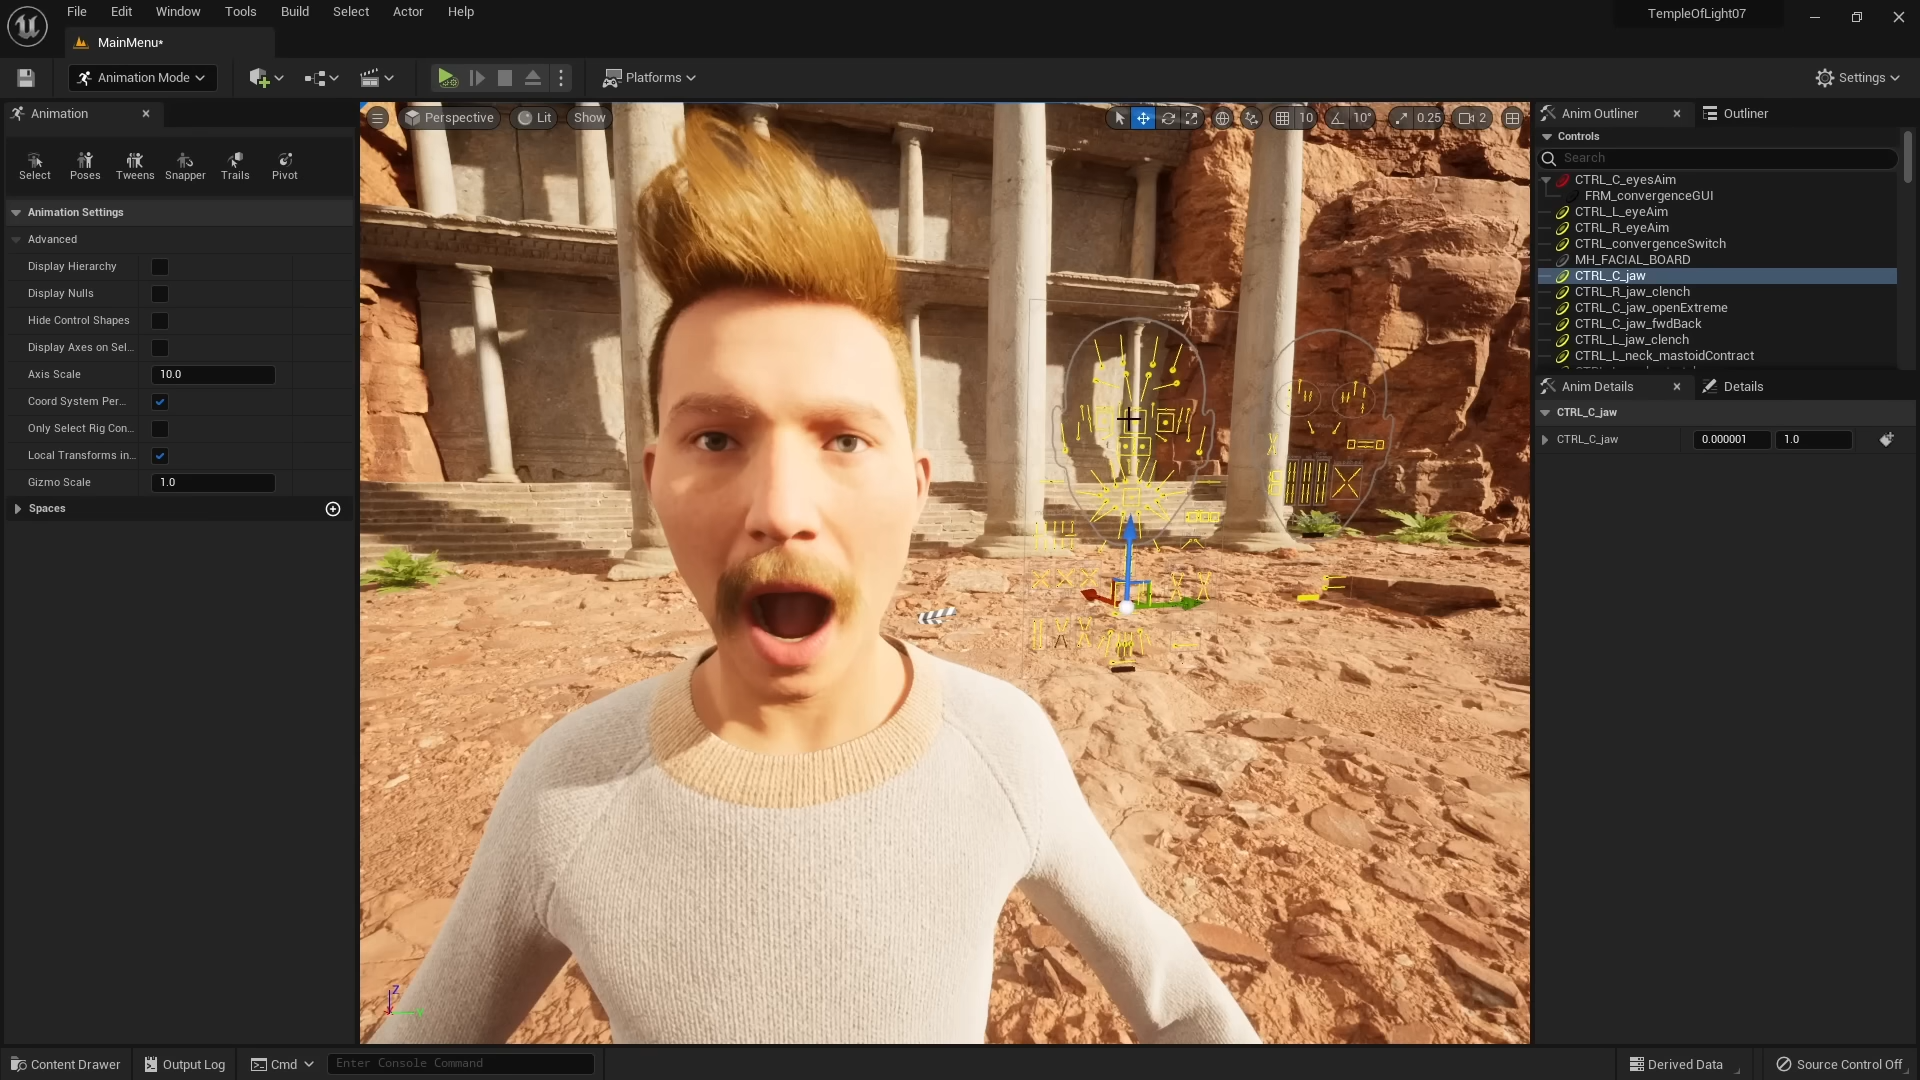 File Edit Window Tools Build Select Actor Help
TempleOfLight07
MainMenu*
Animation Mode
Platforms
Settings
Animation
Select Poses Tweens Snapper Trails Pivot
Animation Settings
Advanced
Display Hierarchy
Display Nulls
Hide Control Shapes
Display Axes on Sel...
Axis Scale 10.0
Coord System Per...
Only Select Rig Con...
Local Transforms in...
Gizmo Scale 1.0
Spaces
Perspective Lit Show
10 10° 0.25 2
Z
Anim Outliner Outliner
Controls
Search
CTRL_C_eyesAim
FRM_convergenceGUI
CTRL_L_eyeAim
CTRL_R_eyeAim
CTRL_convergenceSwitch
MH_FACIAL_BOARD
CTRL_C_jaw
CTRL_R_jaw_clench
CTRL_C_jaw_openExtreme
CTRL_C_jaw_fwdBack
CTRL_L_jaw_clench
CTRL_L_neck_mastoidContract
Anim Details Details
CTRL_C_jaw
CTRL_C_jaw 0.000001 1.0
Content Drawer Output Log Cmd Enter Console Command
Derived Data Source Control Off